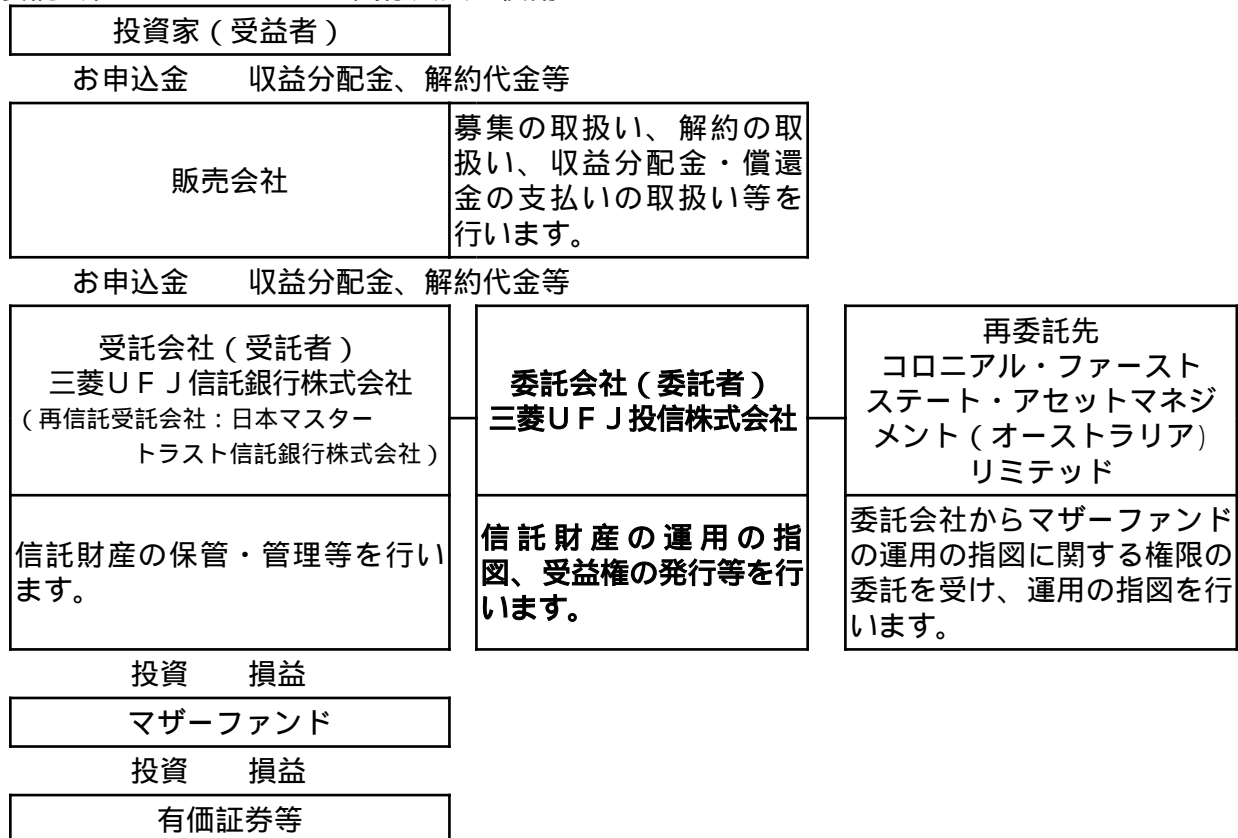 投資家（受益者）
お申込金　　収益分配金、解約代金等
販売会社
募集の取扱い、解約の取
扱い、収益分配金・償還
金の支払いの取扱い等を
行います。
お申込金　　収益分配金、解約代金等
受託会社（受託者）
三菱ＵＦＪ信託銀行株式会社
（再信託受託会社：日本マスター
トラスト信託銀行株式会社）
委託会社（委託者）
三菱ＵＦＪ投信株式会社
再委託先
コロニアル・ファースト
ステート・アセットマネジ
メント（オーストラリア）
リミテッド
信託財産の保管・管理等を行い
ます。
信託財産の運用の指
図、受益権の発行等を行
います。
委託会社からマザーファンド
の運用の指図に関する権限の
委託を受け、運用の指図を行
います。
投資　　損益
マザーファンド
投資　　損益
有価証券等